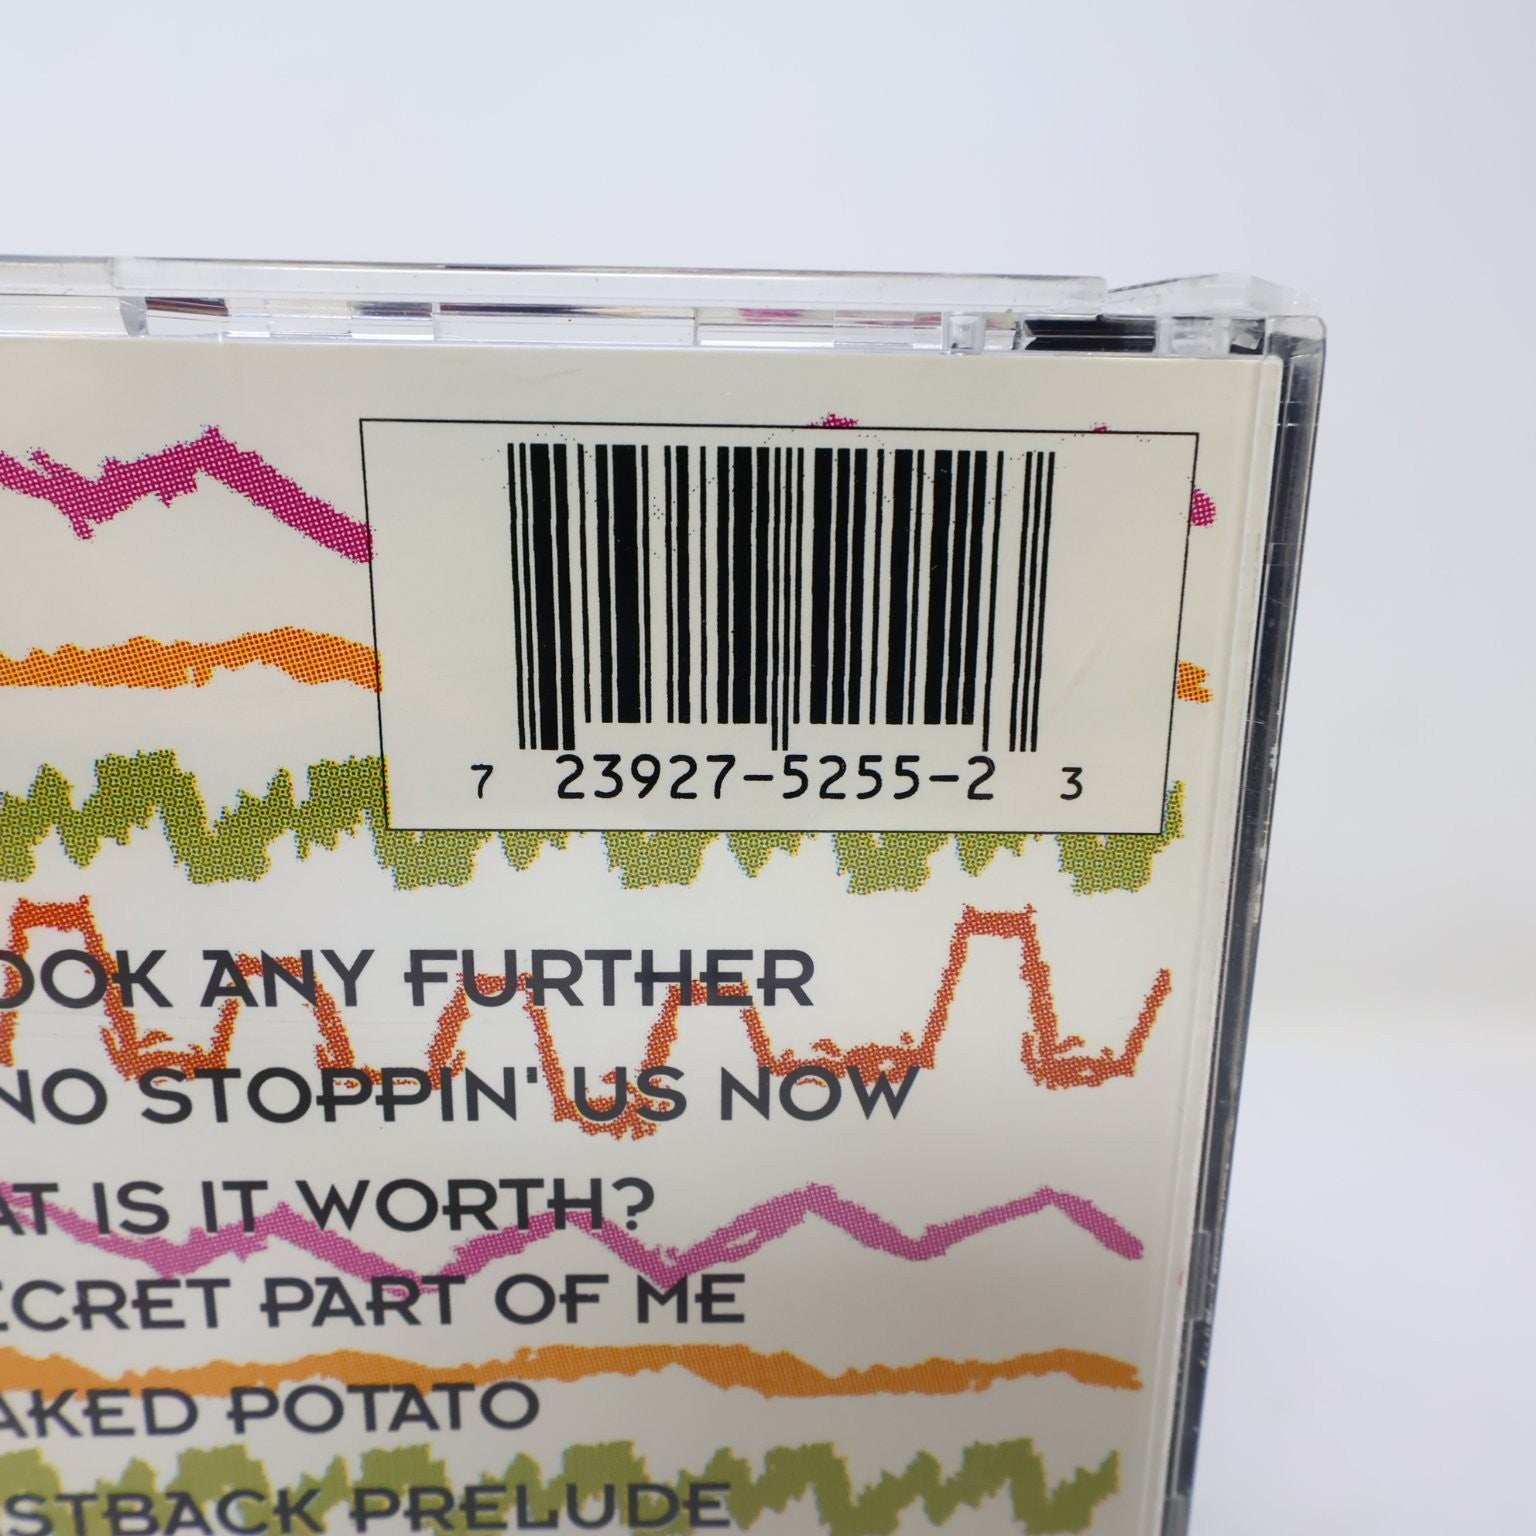 7 23927-5255-2 3
OOK ANY FURTHER
NO STOPPIN' US NOW
AT IS IT WORTH?
ECRET PART OF ME
AKED POTATO
STBACK PRELUDE